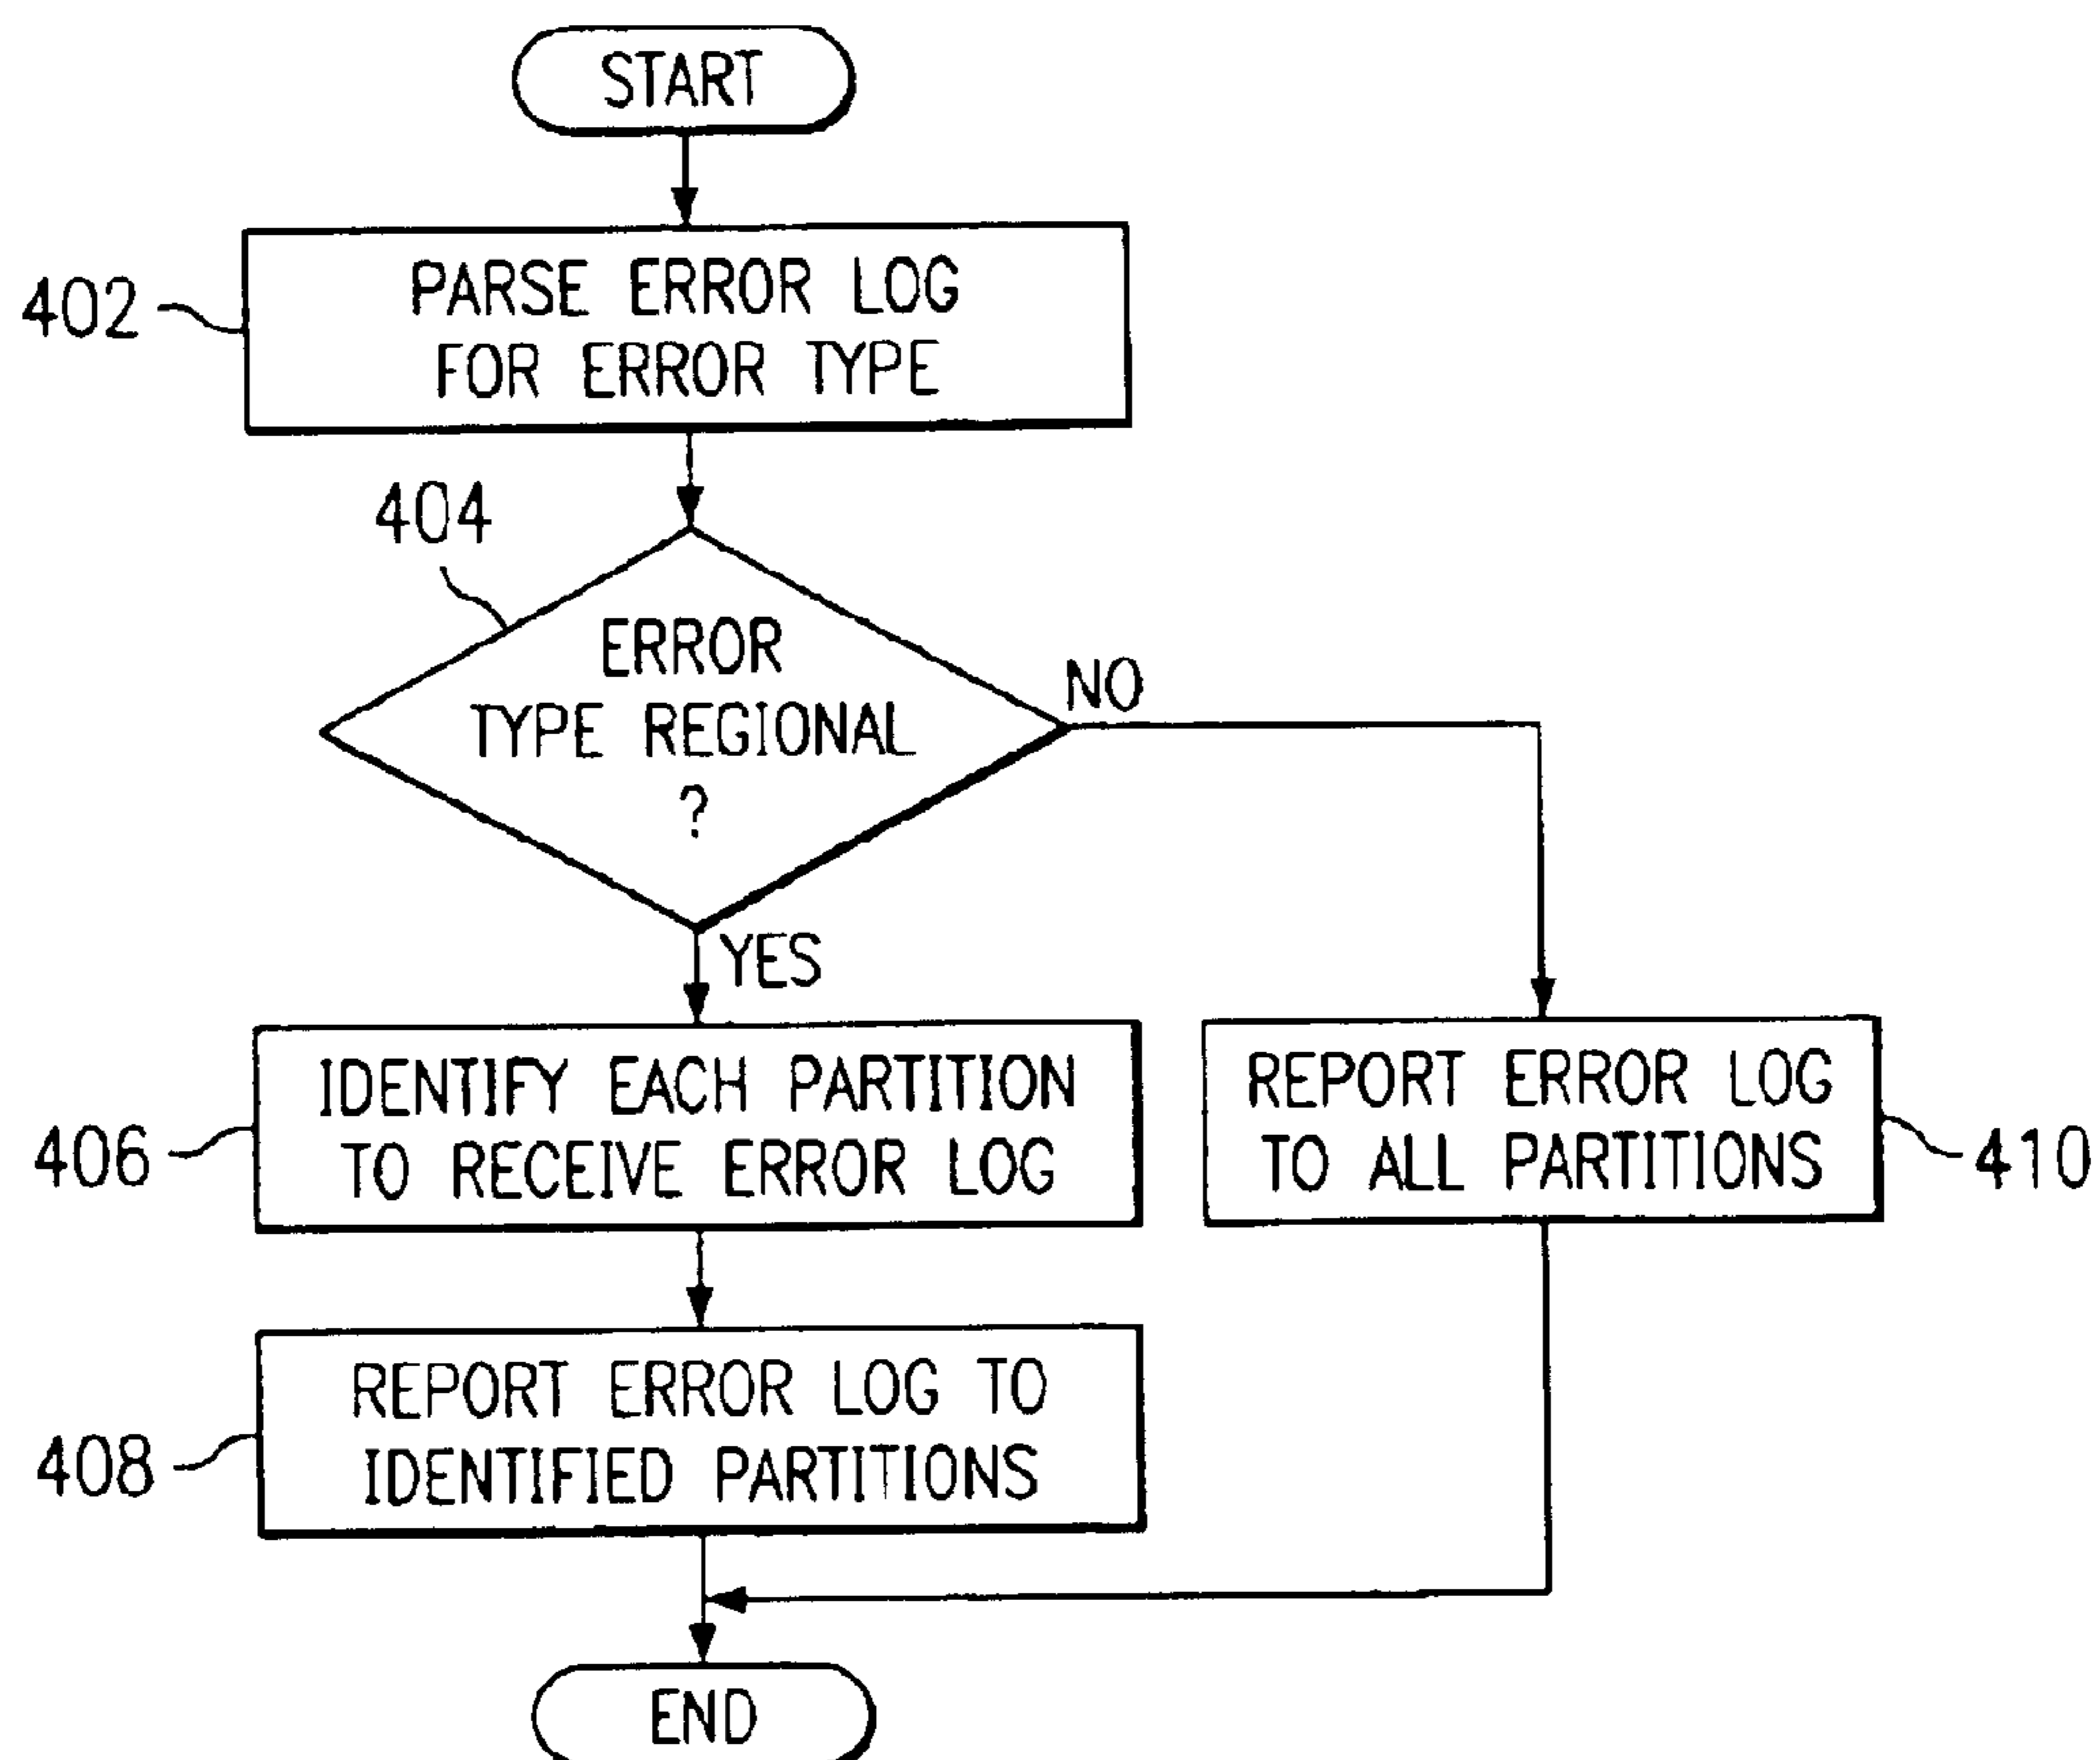 START
402
PARSE ERROR LOG
FOR ERROR TYPE
404
ERROR
TYPE REGIONAL
?
NO
YES
406
IDENTIFY EACH PARTITION
TO RECEIVE ERROR LOG
REPORT ERROR LOG
TO ALL PARTITIONS
410
408
REPORT ERROR LOG TO
IDENTIFIED PARTITIONS
END